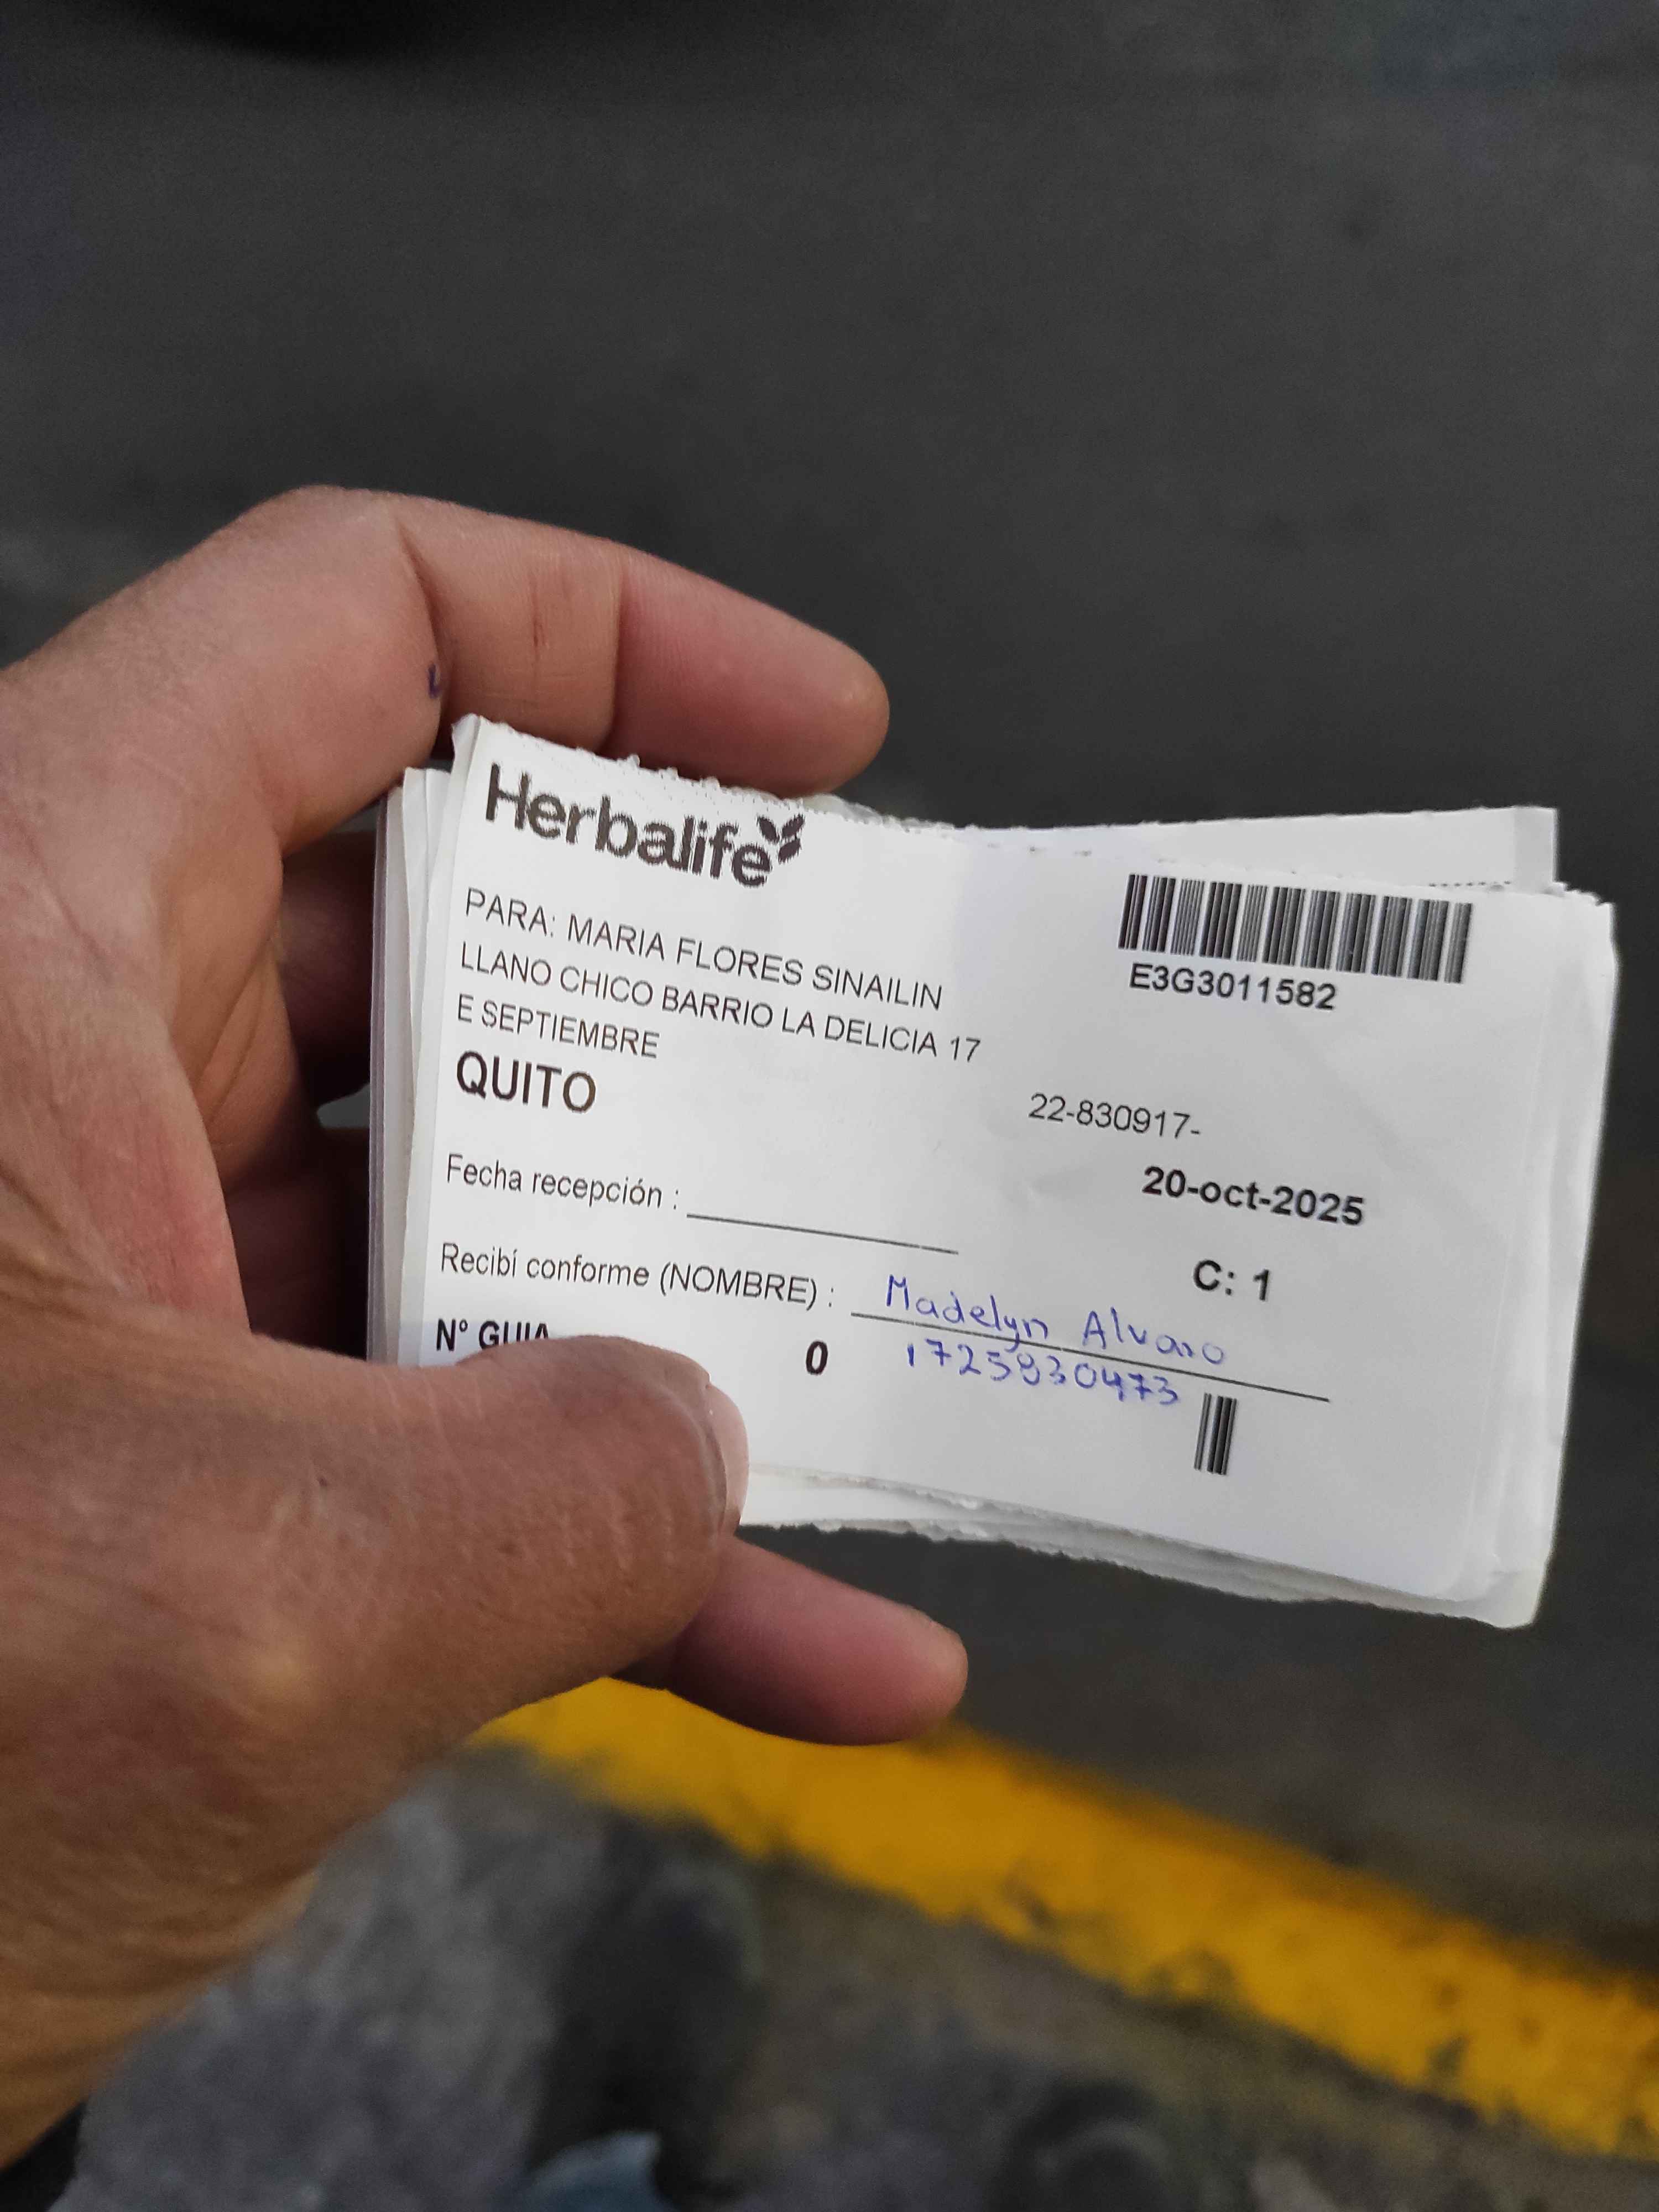 Herbalife
PARA: MARIA FLORES SINAILIN
LLANO CHICO BARRIO LA DELICIA 17
E SEPTIEMBRE
QUITO
E3G3011582
22-830917-
20-oct-2025
Fecha recepción :
C: 1
Recibí conforme (NOMBRE) : Madelyn Alvaro
N° GUIA 0